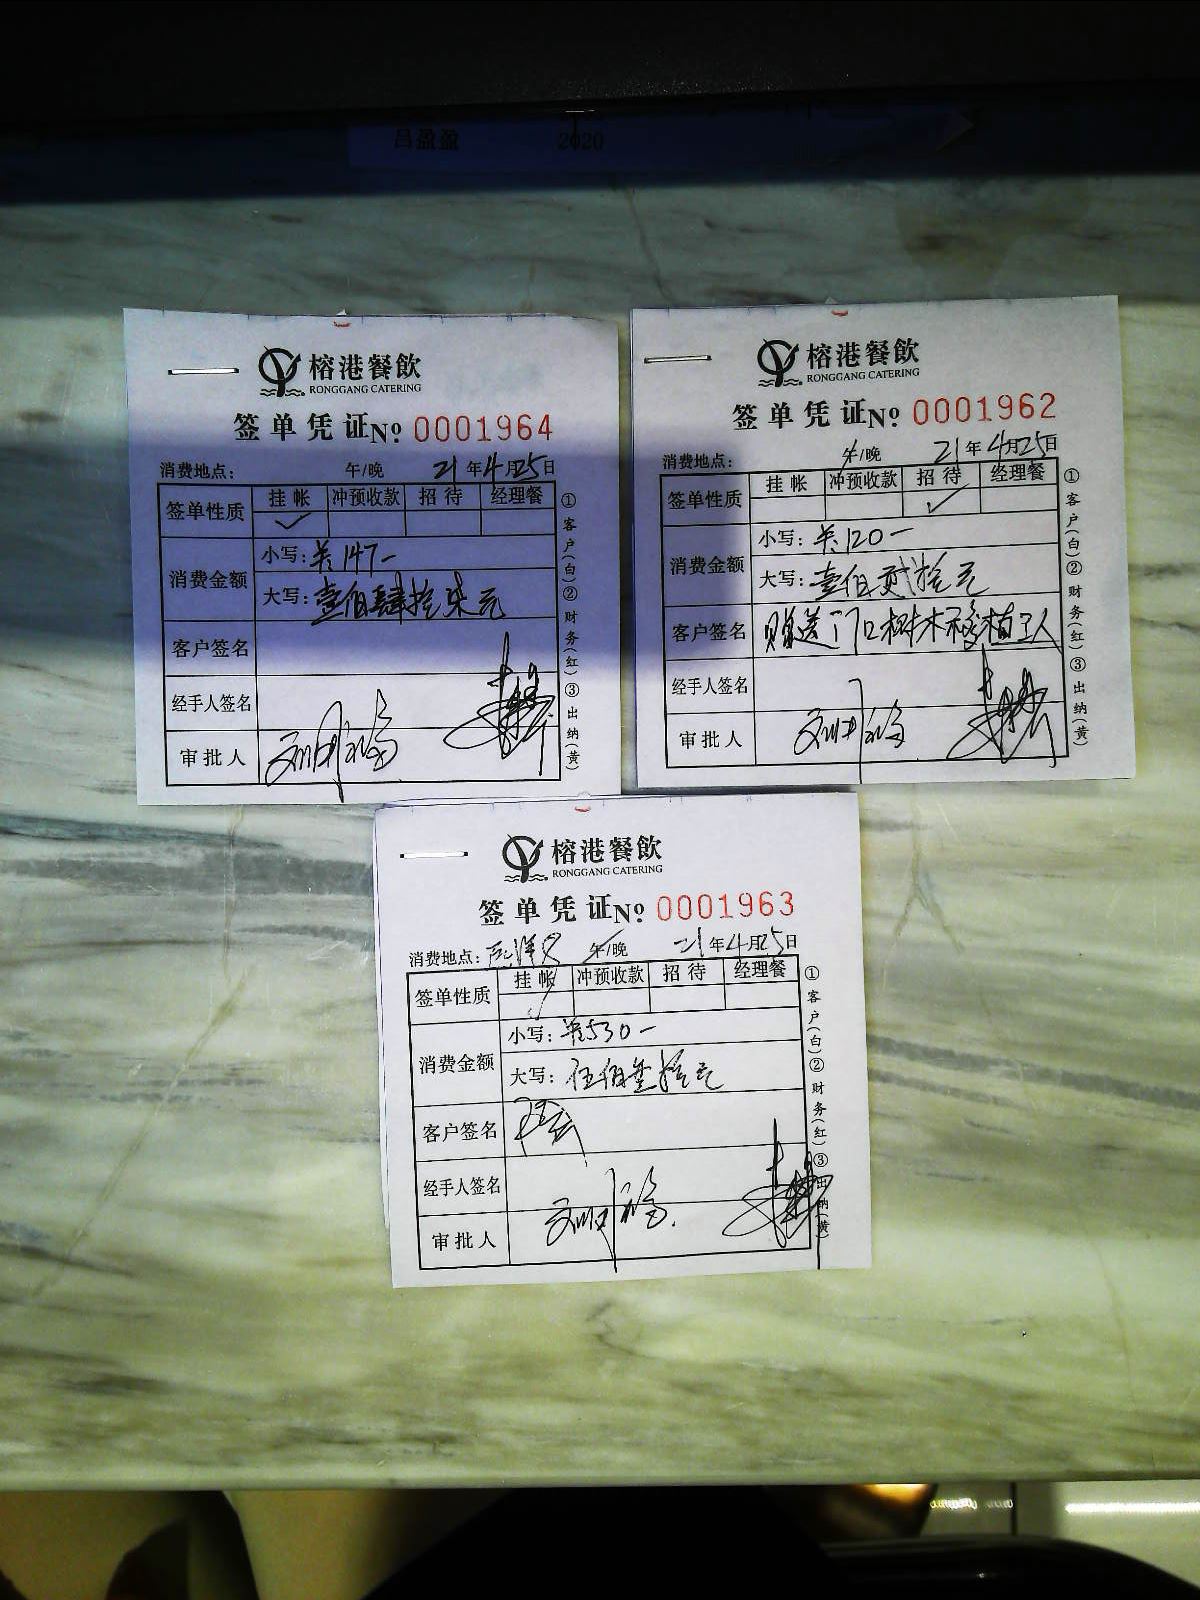 吕盈盈 2020
榕港餐飲
RONGGANG CATERING
签单凭证№ 0001964
消费地点: 午/晚 21年4月25日
签单性质 挂帐 冲预收款 招待 经理餐
✓
消费金额 小写:¥:147-
大写:壹佰肆拾柒元
客户签名
经手人签名
审批人
①客户(白)②财务(红)③出纳(黄)
榕港餐飲
RONGGANG CATERING
签单凭证№ 0001962
消费地点: 午/晚 21年4月25日
签单性质 挂帐 冲预收款 招待 经理餐
✓
消费金额 小写:¥:120-
大写:壹佰贰拾元
客户签名 赠送门口树木移植工人
经手人签名
审批人
①客户(白)②财务(红)③出纳(黄)
榕港餐飲
RONGGANG CATERING
签单凭证№ 0001963
消费地点: 午/晚 21年4月25日
签单性质 挂帐 冲预收款 招待 经理餐
✓
消费金额 小写:¥:530-
大写:伍佰叁拾元
客户签名
经手人签名
审批人
①客户(白)②财务(红)③出纳(黄)